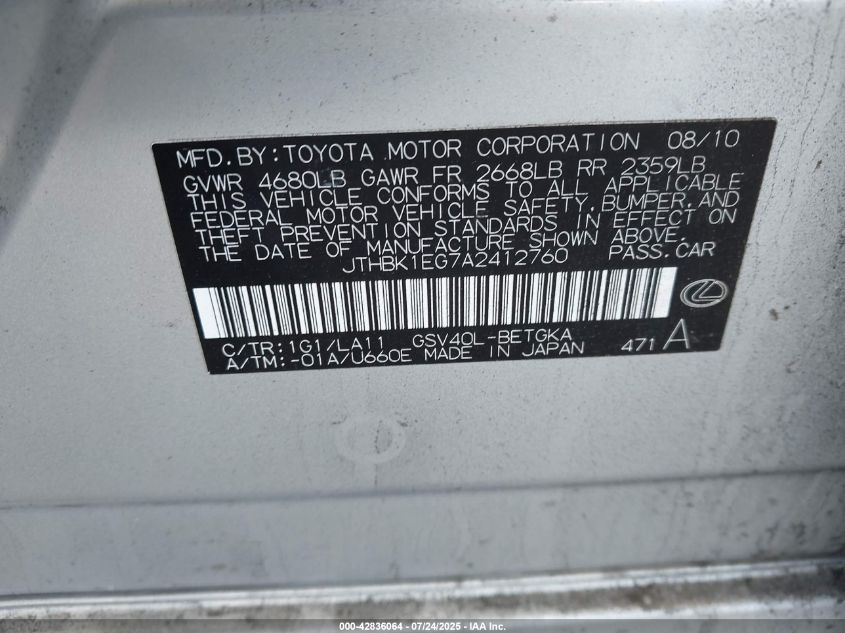 MFD. BY: TOYOTA MOTOR CORPORATION 08/10
GVWR 4680LB GAWR FR 2668LB RR 2359LB
THIS VEHICLE CONFORMS TO ALL APPLICABLE
FEDERAL MOTOR VEHICLE SAFETY, BUMPER, AND
THEFT PREVENTION STANDARDS IN EFFECT ON
THE DATE OF MANUFACTURE SHOWN ABOVE.
JTHBK1EG7A2412760 PASS. CAR
C/TR: 1G1/LA11 GSV40L-BETGKA
A/TM: -01A/U660E MADE IN JAPAN 471 A
000-42836064 | 07/24/2025 - IAA Inc.